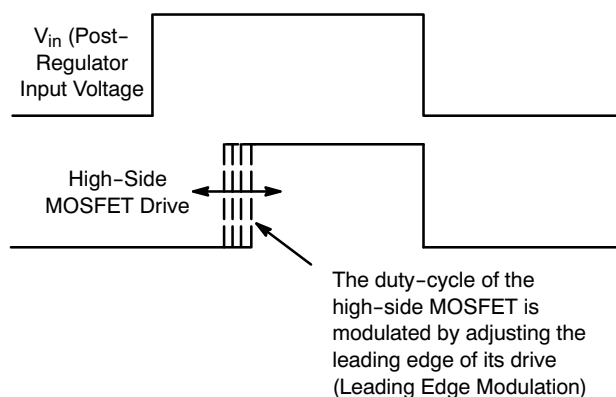 Vin (Post-
Regulator
Input Voltage
High-Side
MOSFET Drive
The duty-cycle of the
high-side MOSFET is
modulated by adjusting the
leading edge of its drive
(Leading Edge Modulation)